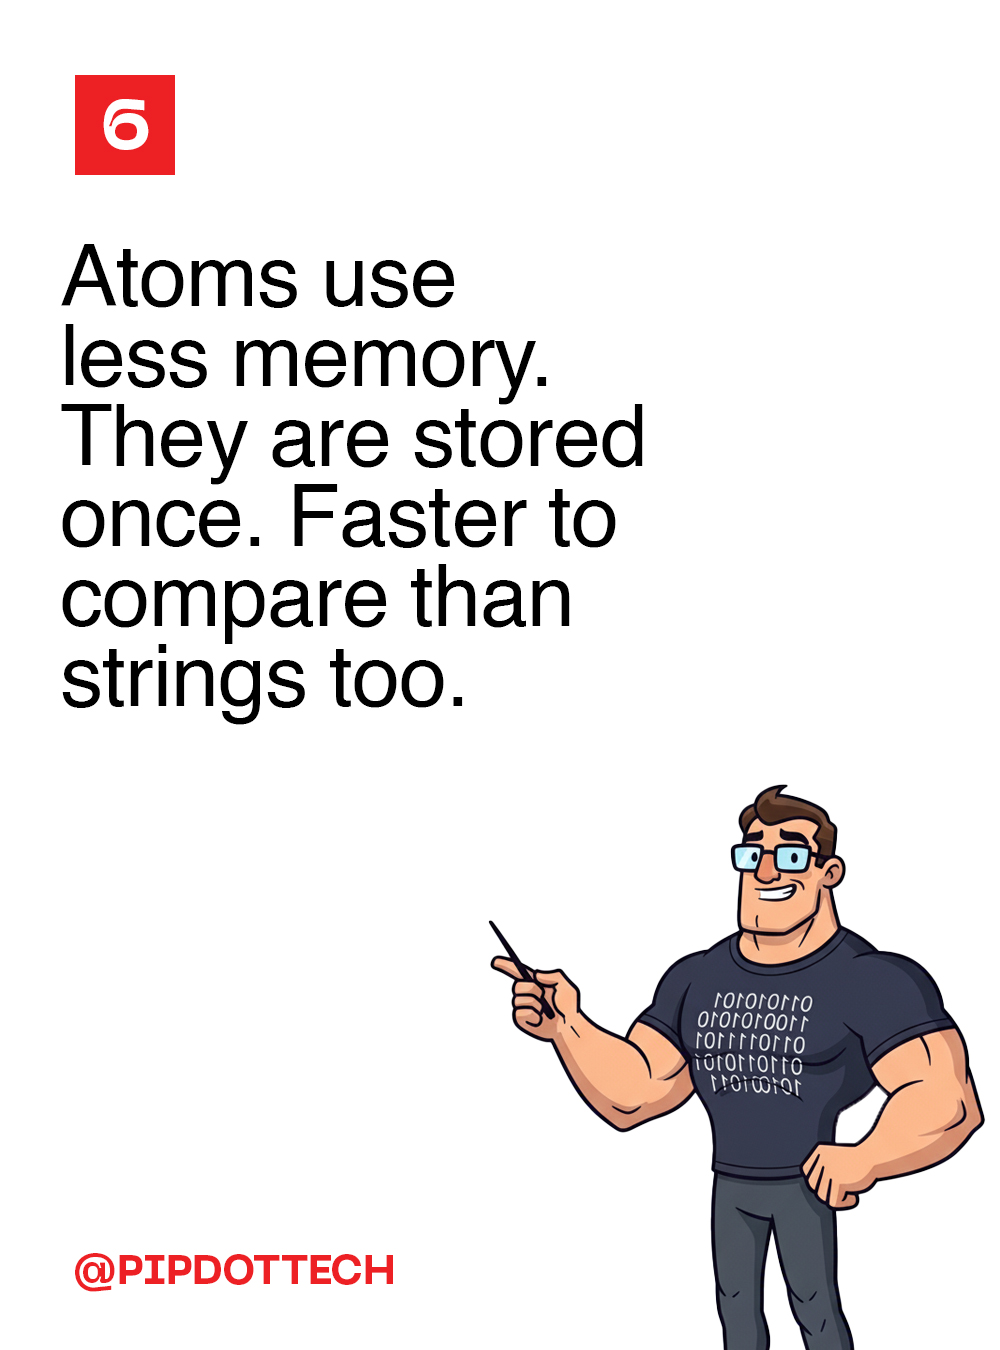 6
Atoms use
less memory.
They are stored
once. Faster to
compare than
strings too.
@PIPDOTTECH